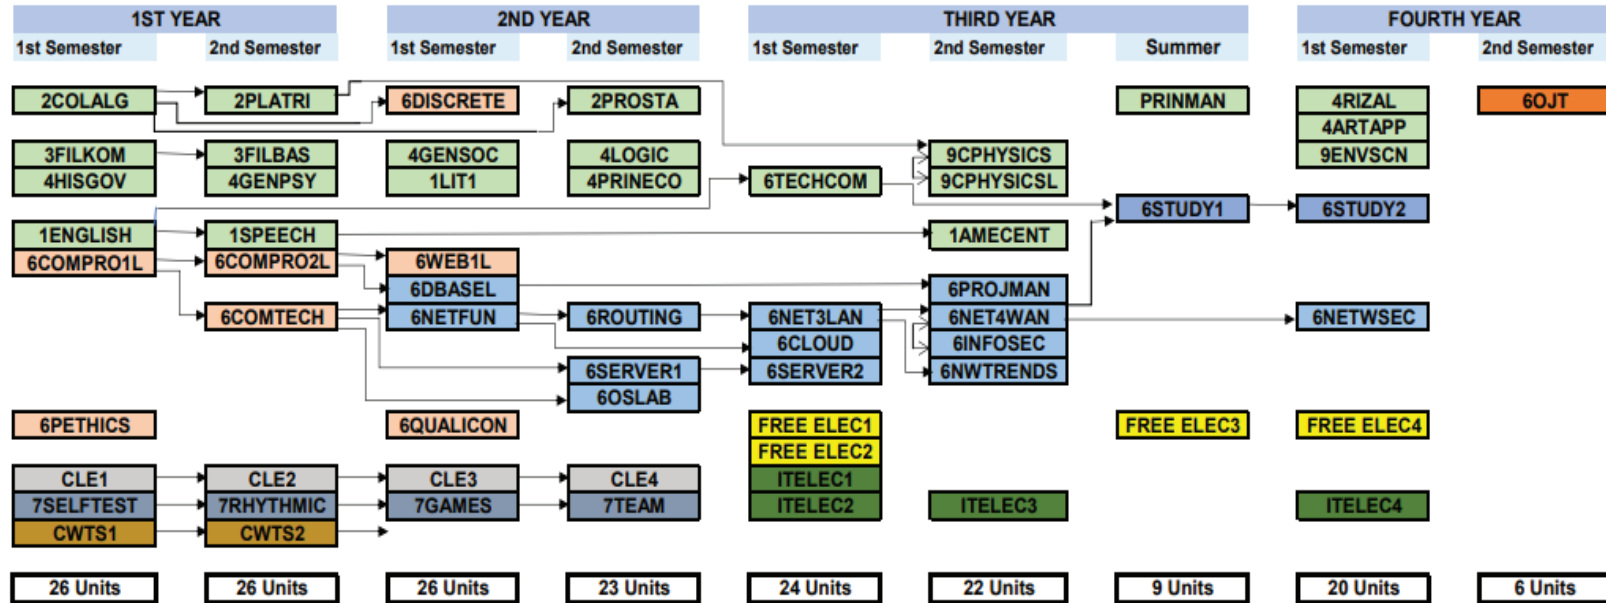 1ST YEAR 2ND YEAR THIRD YEAR FOURTH YEAR
1st Semester 2nd Semester 1st Semester 2nd Semester 1st Semester 2nd Semester Summer 1st Semester 2nd Semester
2COLALG 2PLATRI 6DISCRETE 2PROSTA PRINMAN 4RIZAL 6OJT
4ARTAPP
3FILKOM 3FILBAS 4GENSOC 4LOGIC 9CPHYSICS 9ENVSCN
4HISGOV 4GENPSY 1LIT1 4PRINECO 6TECHCOM 9CPHYSICSL
6STUDY1 6STUDY2
1ENGLISH 1SPEECH 1AMECENT
6COMPRO1L 6COMPRO2L 6WEB1L
6DBASEL 6PROJMAN
6COMTECH 6NETFUN 6ROUTING 6NET3LAN 6NET4WAN 6NETWSEC
6CLOUD 6INFOSEC
6SERVER1 6SERVER2 6NWTRENDS
6OSLAB
6PETHICS 6QUALICON FREE ELEC1 FREE ELEC3 FREE ELEC4
FREE ELEC2
CLE1 CLE2 CLE3 CLE4 ITELEC1
7SELFTEST 7RHYTHMIC 7GAMES 7TEAM ITELEC2 ITELEC3 ITELEC4
CWTS1 CWTS2
26 Units 26 Units 26 Units 23 Units 24 Units 22 Units 9 Units 20 Units 6 Units